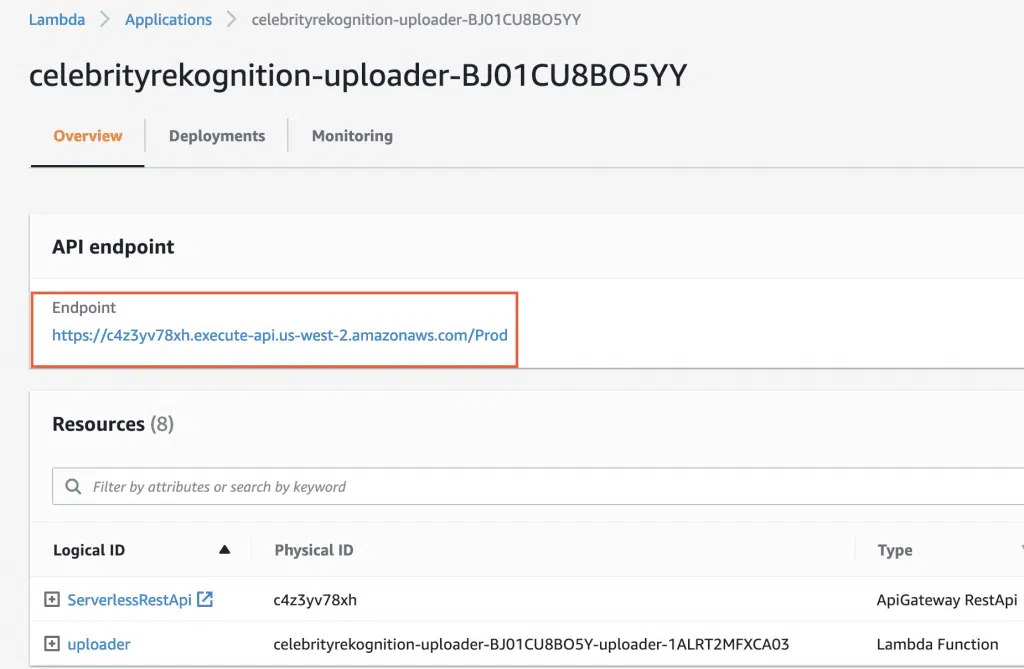 Lambda > Applications > celebrityrekognition-uploader-BJ01CU8BO5YY
celebrityrekognition-uploader-BJ01CU8BO5YY
Overview Deployments Monitoring
API endpoint
Endpoint
https://c4z3yv78xh.execute-api.us-west-2.amazonaws.com/Prod
Resources (8)
Filter by attributes or search by keyword
Logical ID Physical ID Type
ServerlessRestApi c4z3yv78xh ApiGateway RestApi
uploader celebrityrekognition-uploader-BJ01CU8BO5Y-uploader-1ALRT2MFXCA03 Lambda Function